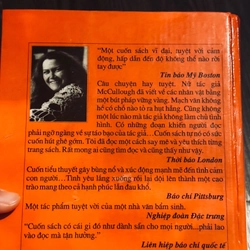 "Một cuốn sách vĩ đại, tuyệt vời cảm
động, hấp dẫn đến độ không thể nào rời
tay được"
Tin báo Mỹ Boston
Câu chuyện hay tuyệt. Nữ tác giả
McCullough đã viết về các nhân vật bằng
một bút pháp vững vàng. Mạch văn không
hề có chỗ nào tỏ ra hụt hẫng. Cũng không
một lúc nào mà tác giả không làm chủ tình
hình. Có những đoạn khiến người đọc
phải ngỡ ngàng về sự táo bạo của tác giả... Cuốn sách tự nó có sức
cuốn hút ghê gớm. Tôi đã đọc một cách say mê và yêu thích từng
trang sách. Rất mong ai cũng tìm đọc và cũng thấy như vậy.
Thời báo London
Cuốn tiểu thuyết gây bùng nổ và xúc động mạnh mẽ đến tình cảm
người đọc... Tình yêu lắng xuống rồi lại dội lên thành một cao
trào mang theo cả hạnh phúc lẫn đau khổ.
Báo chí Pittsburg
Một tác phẩm tuyệt vời của một nhà văn bẩm sinh.
Nghiệp đoàn Đặc trưng
"Cuốn sách có cái gì đó như dành sẵn cho mọi người...phải lao
vào đọc mà tận hưởng."
Liên hiệp báo chí quốc tế